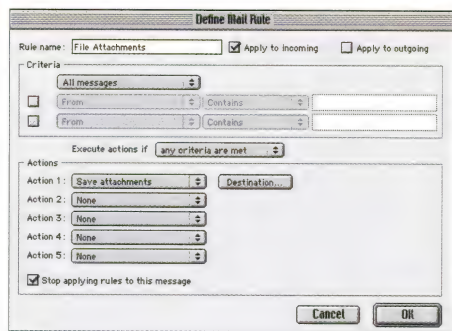 Define Mail Rule
Rule name: File Attachments Apply to incoming Apply to outgoing
Criteria
All messages
From Contains
From Contains
Execute actions if any criteria are met
Actions
Action 1: Save attachments Destination...
Action 2: None
Action 3: None
Action 4: None
Action 5: None
Stop applying rules to this message
Cancel OK